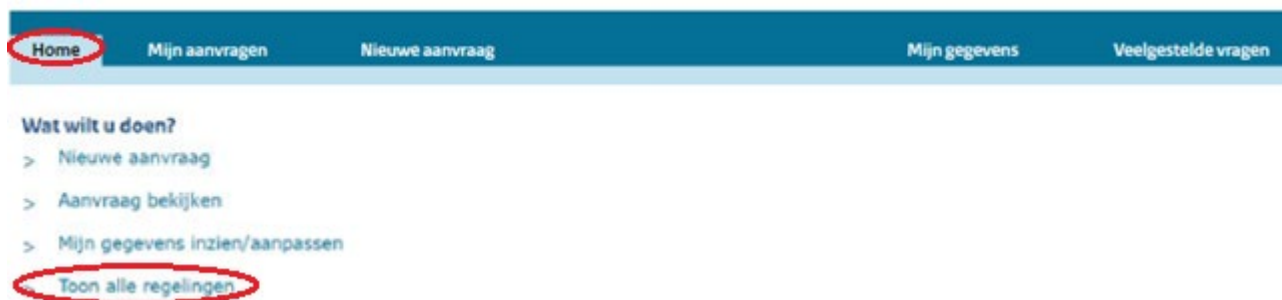 Home Mijn aanvragen Nieuwe aanvraag Mijn gegevens Veelgestelde vragen
Wat wilt u doen?
> Nieuwe aanvraag
> Aanvraag bekijken
> Mijn gegevens inzien/aanpassen
> Toon alle regelingen